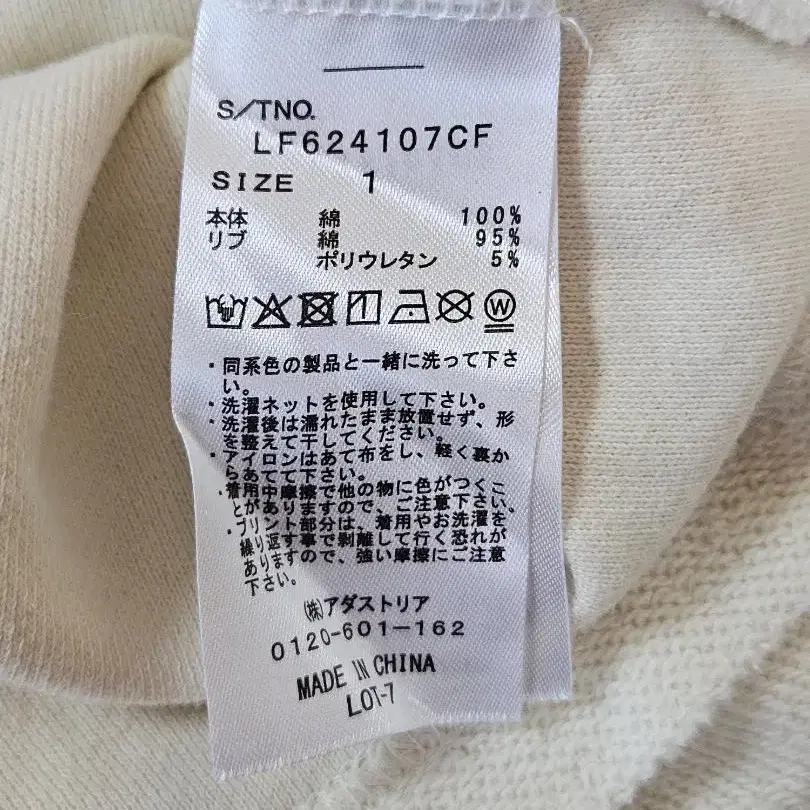 S/TNO.
LF624107CF
SIZE 1
本体 綿 100%
リブ 綿 95%
ポリウレタン 5%
W
・同系色の製品と一緒に洗って下さ
い。
・洗濯ネットを使用して下さい。
・洗濯後は濡れたまま放置せず、形
を整えて干してください。
・アイロンはあて布をし、軽く裏か
らあてて下さい。
・着用中摩擦で他の物に色がつくこ
とがありますので、ご注意下さい。
・プリント部分は、着用やお洗濯を
繰り返す事で剥離して行く恐れが
ありますので、強い摩擦にご注意
下さい。
(株)アダストリア
0120-601-162
MADE IN CHINA
LOT-7